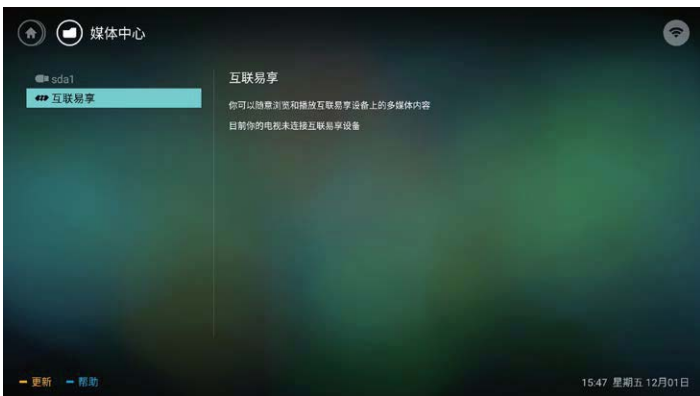 媒体中心
sda1
互联易享
互联易享
你可以随意浏览和播放互联易享设备上的多媒体内容
目前你的电视未连接互联易享设备
更新 帮助
15:47 星期五 12月01日